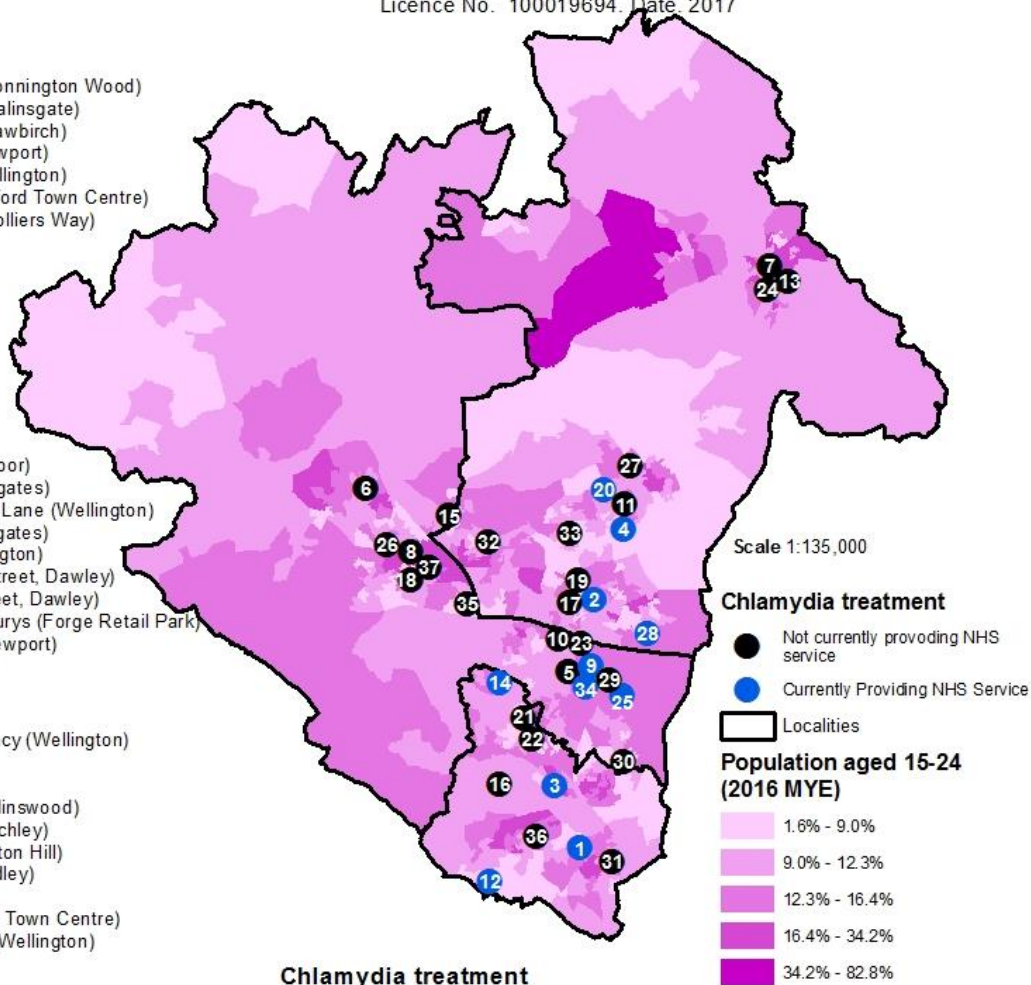 Licence No. 100019694. Date. 2017
onnington Wood)
alinsgate)
awbirch)
wport)
llington)
ford Town Centre)
olliers Way)
oor)
gates)
Lane (Wellington)
gates)
gton)
treet, Dawley)
eet, Dawley)
urys (Forge Retail Park)
ewport)
cy (Wellington)
linswood)
chley)
ton Hill)
dley)
Town Centre)
Wellington)
7
13
24
27
20
11
4
6
15
33
32
26
8
37
18
19
17
2
35
28
10
23
9
5
29
34
25
14
21
22
30
16
3
36
1
31
12
Scale 1:135,000
Chlamydia treatment
Not currently provoding NHS
service
Currently Providing NHS Service
Localities
Population aged 15-24
(2016 MYE)
1.6% - 9.0%
9.0% - 12.3%
12.3% - 16.4%
16.4% - 34.2%
34.2% - 82.8%
Chlamydia treatment